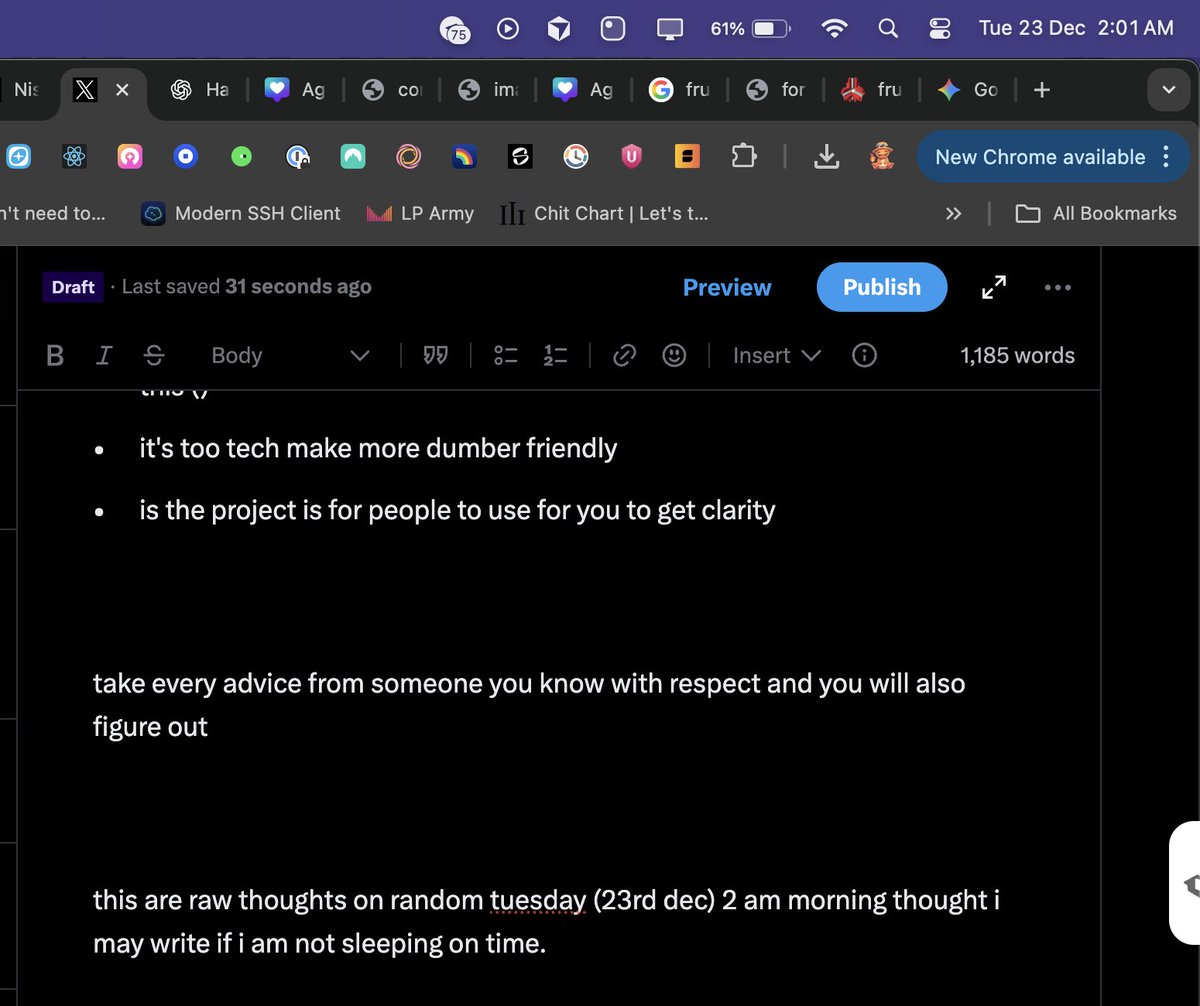 75
61%
Tue 23 Dec 2:01 AM
Nis
Ha
Ag
co
ima
Ag
fru
for
fru
Go
New Chrome available
n't need to...
Modern SSH Client
LP Army
Chit Chart | Let's t...
All Bookmarks
Draft · Last saved 31 seconds ago
Preview
Publish
B I S
Body
Insert
1,185 words
this ()
• it's too tech make more dumber friendly
• is the project is for people to use for you to get clarity
take every advice from someone you know with respect and you will also
figure out
this are raw thoughts on random tuesday (23rd dec) 2 am morning thought i
may write if i am not sleeping on time.